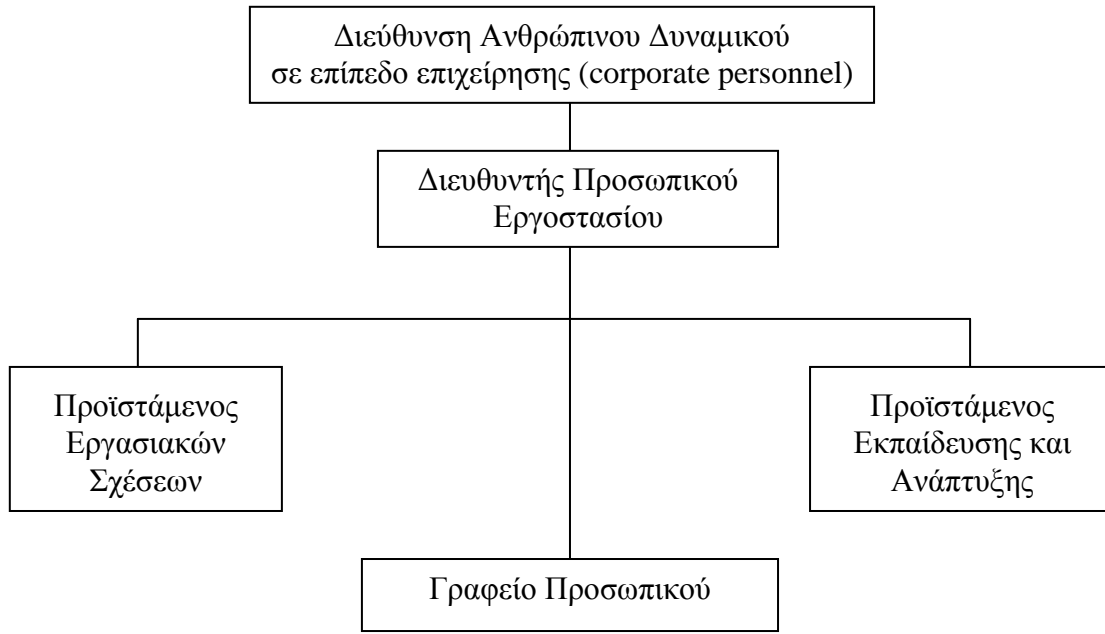 Διεύθυνση Ανθρώπινου Δυναμικού
σε επίπεδο επιχείρησης (corporate personnel)
Διευθυντής Προσωπικού
Εργοστασίου
Προϊστάμενος
Εργασιακών
Σχέσεων
Προϊστάμενος
Εκπαίδευσης και
Ανάπτυξης
Γραφείο Προσωπικού